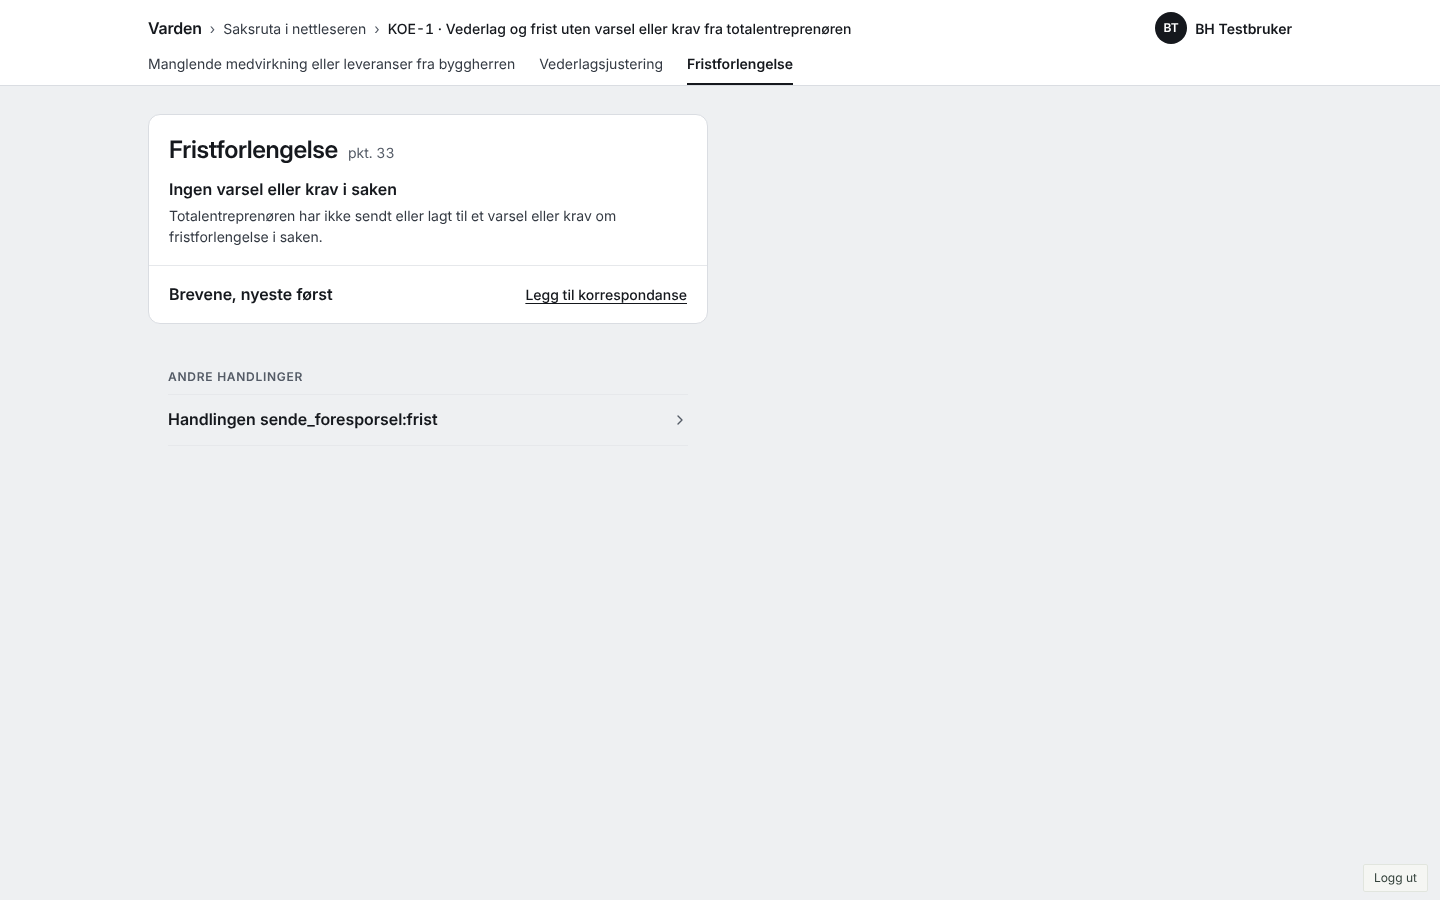 Varden › Saksruta i nettleseren › KOE-1 · Vederlag og frist uten varsel eller krav fra totalentreprenøren
BT BH Testbruker
Manglende medvirkning eller leveranser fra byggherren Vederlagsjustering Fristforlengelse
Fristforlengelse pkt. 33
Ingen varsel eller krav i saken
Totalentreprenøren har ikke sendt eller lagt til et varsel eller krav om
fristforlengelse i saken.
Brevene, nyeste først Legg til korrespondanse
ANDRE HANDLINGER
Handlingen sende_foresporsel:frist
Logg ut